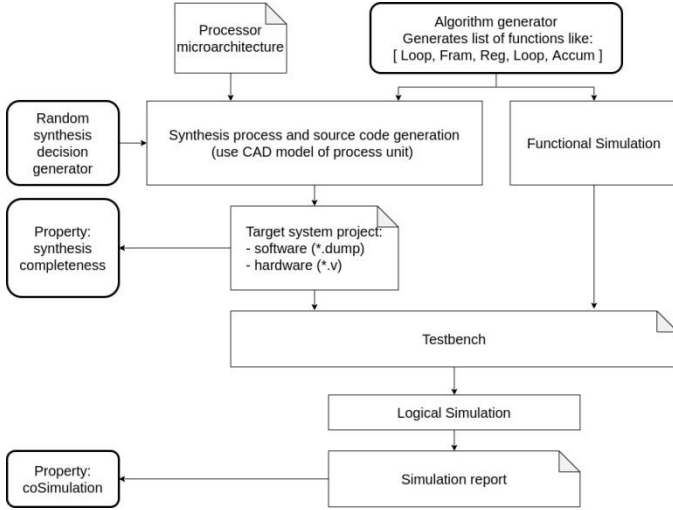 Processor
microarchitecture
Algorithm generator
Generates list of functions like:
[ Loop, Fram, Reg, Loop, Accum ]
Random
synthesis
decision
generator
Synthesis process and source code generation
(use CAD model of process unit)
Functional Simulation
Property:
synthesis
completeness
Target system project:
- software (*.dump)
- hardware (*.v)
Testbench
Logical Simulation
Property:
coSimulation
Simulation report